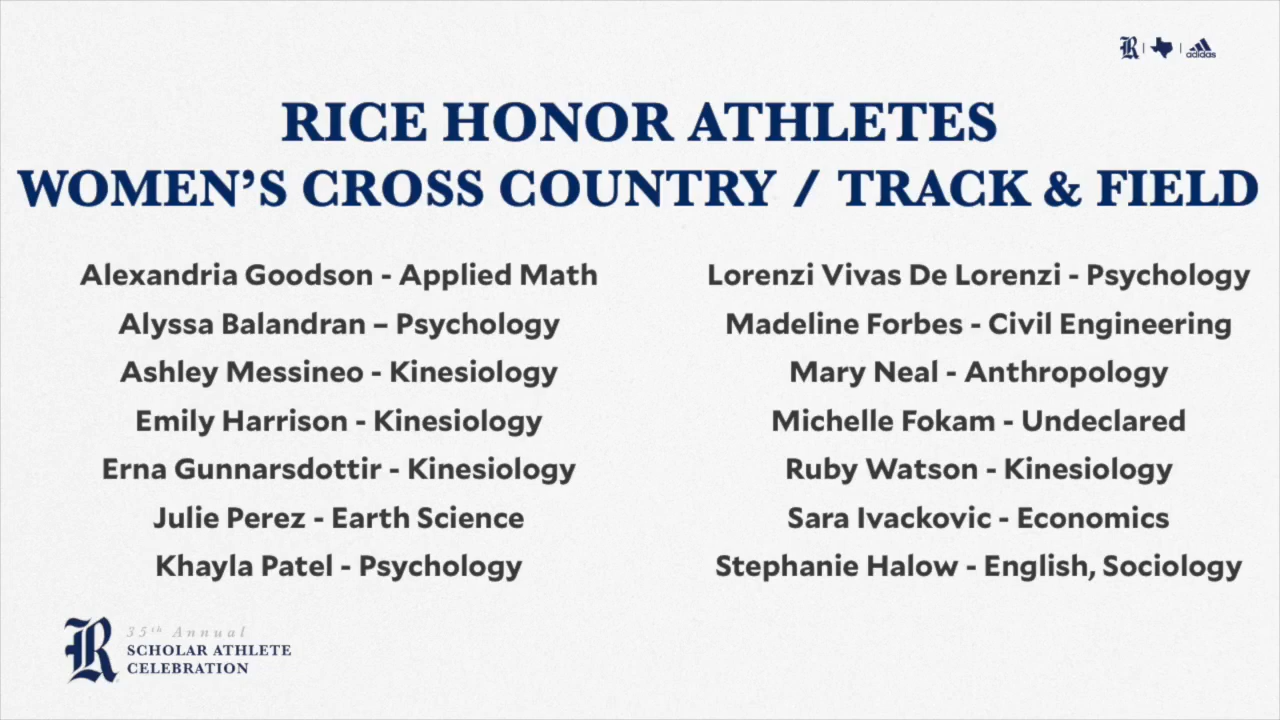 R
adidas
RICE HONOR ATHLETES
WOMEN’S CROSS COUNTRY / TRACK & FIELD
Alexandria Goodson - Applied Math
Alyssa Balandran – Psychology
Ashley Messineo - Kinesiology
Emily Harrison - Kinesiology
Erna Gunnarsdottir - Kinesiology
Julie Perez - Earth Science
Khayla Patel - Psychology
Lorenzi Vivas De Lorenzi - Psychology
Madeline Forbes - Civil Engineering
Mary Neal - Anthropology
Michelle Fokam - Undeclared
Ruby Watson - Kinesiology
Sara Ivackovic - Economics
Stephanie Halow - English, Sociology
R
35th Annual
SCHOLAR ATHLETE
CELEBRATION